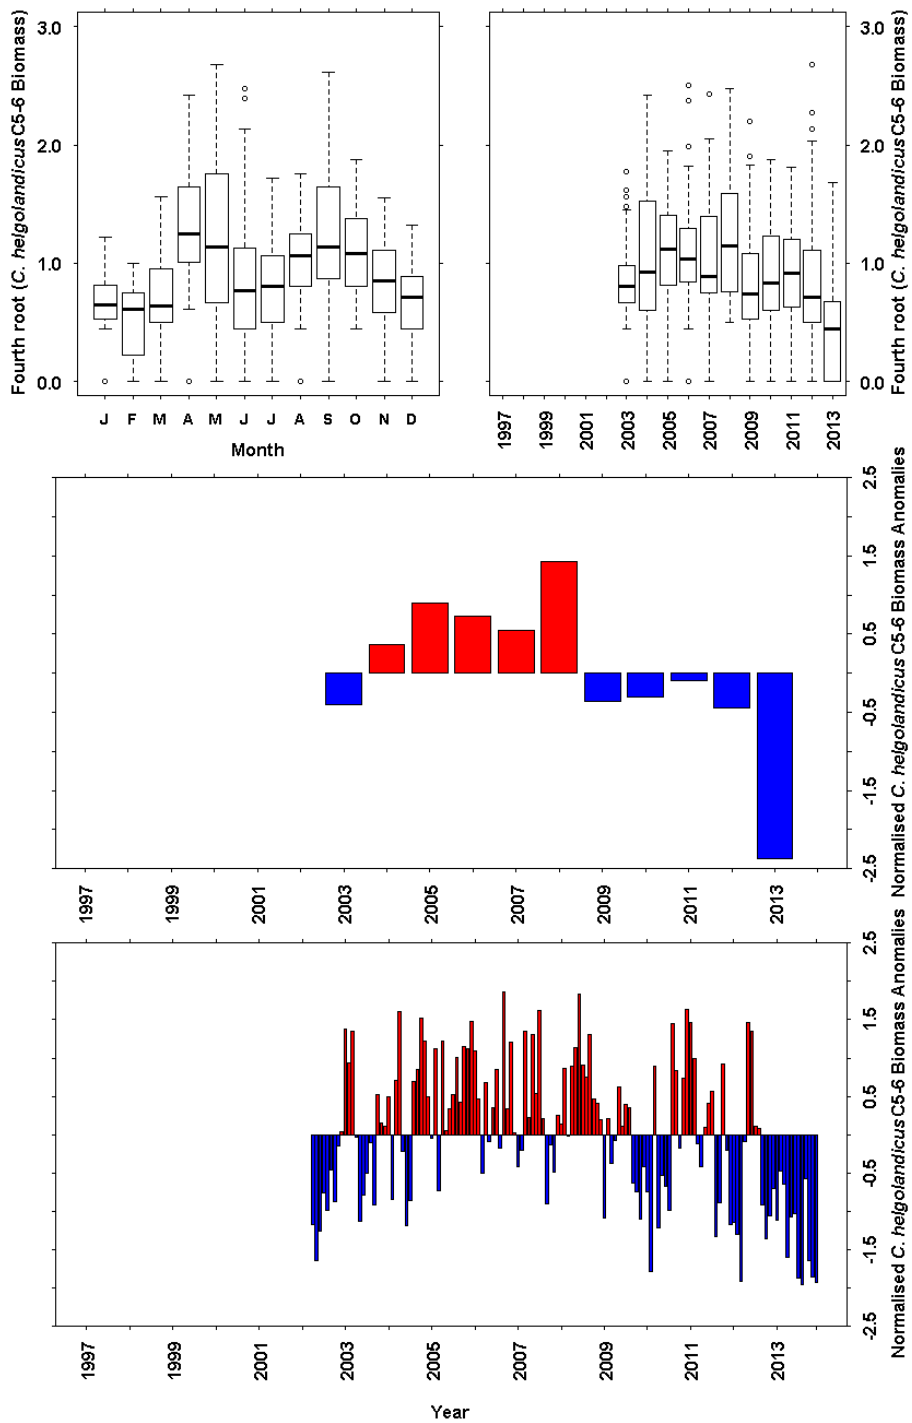 Fourth root (C. helgolandicus C5-6 Biomass)
3.0
2.0
1.0
0.0
J F M A M J J A S O N D
Month
3.0
2.0
1.0
0.0
Fourth root (C. helgolandicus C5-6 Biomass)
1997 1999 2001 2003 2005 2007 2009 2011 2013
2.5
1.5
0.5
-0.5
-1.5
-2.5
Normalised C. helgolandicus C5-6 Biomass Anomalies
1997 1999 2001 2003 2005 2007 2009 2011 2013
2.5
1.5
0.5
-0.5
-1.5
-2.5
Normalised C. helgolandicus C5-6 Biomass Anomalies
1997 1999 2001 2003 2005 2007 2009 2011 2013
Year